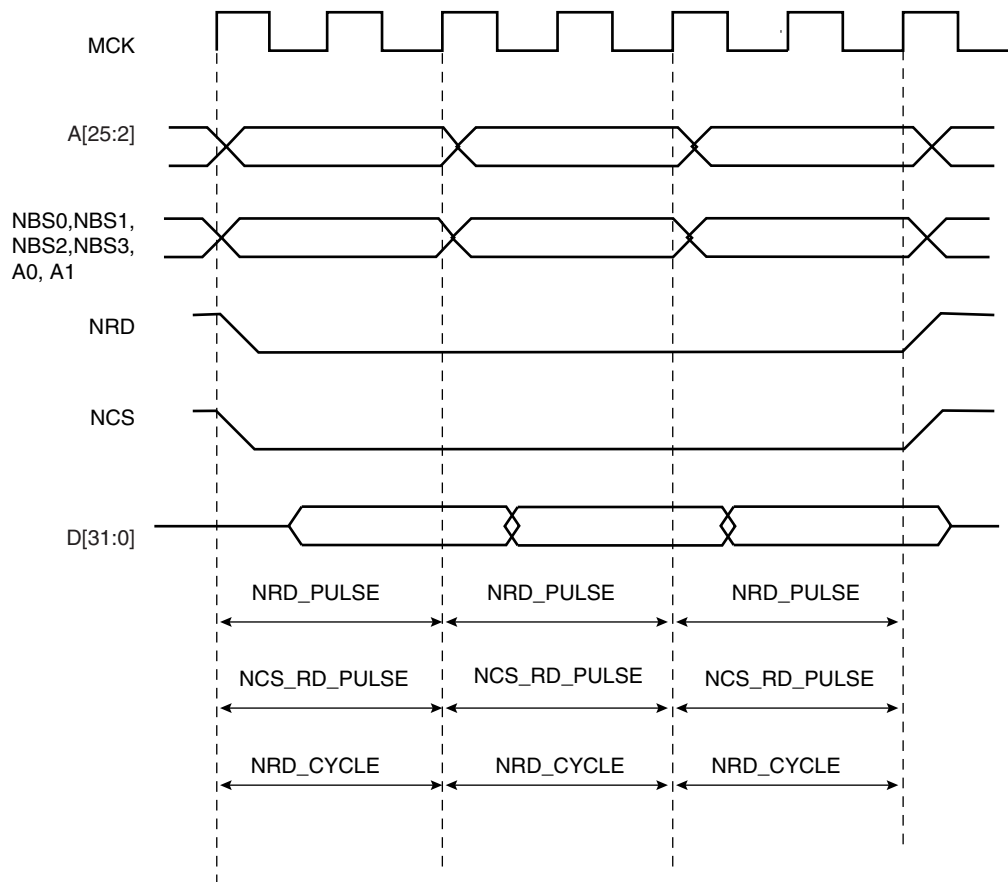 MCK
A[25:2]
NBS0,NBS1,
NBS2,NBS3,
A0, A1
NRD
NCS
D[31:0]
NRD_PULSE NRD_PULSE NRD_PULSE
NCS_RD_PULSE NCS_RD_PULSE NCS_RD_PULSE
NRD_CYCLE NRD_CYCLE NRD_CYCLE